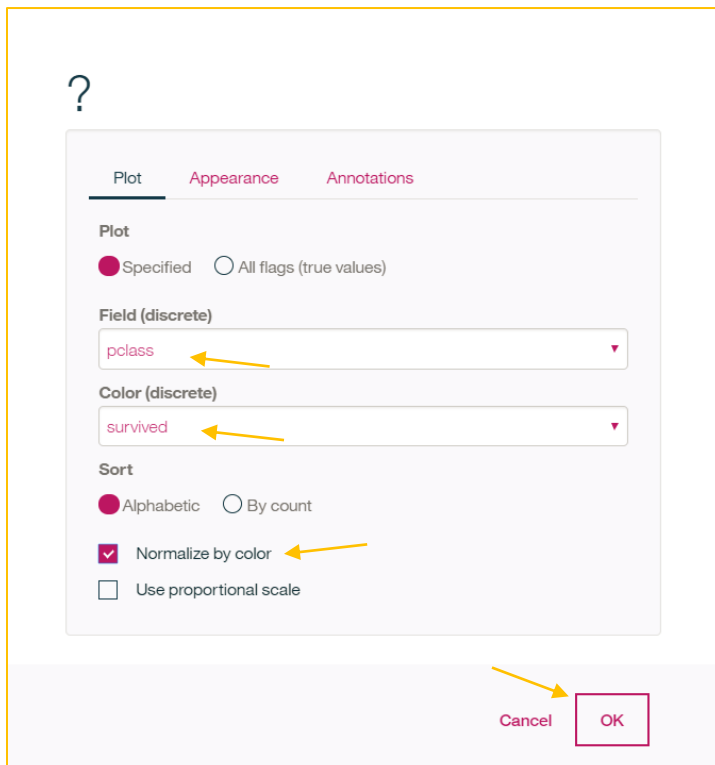 ?
Plot Appearance Annotations
Plot
Specified All flags (true values)
Field (discrete)
pclass
Color (discrete)
survived
Sort
Alphabetic By count
Normalize by color
Use proportional scale
Cancel OK